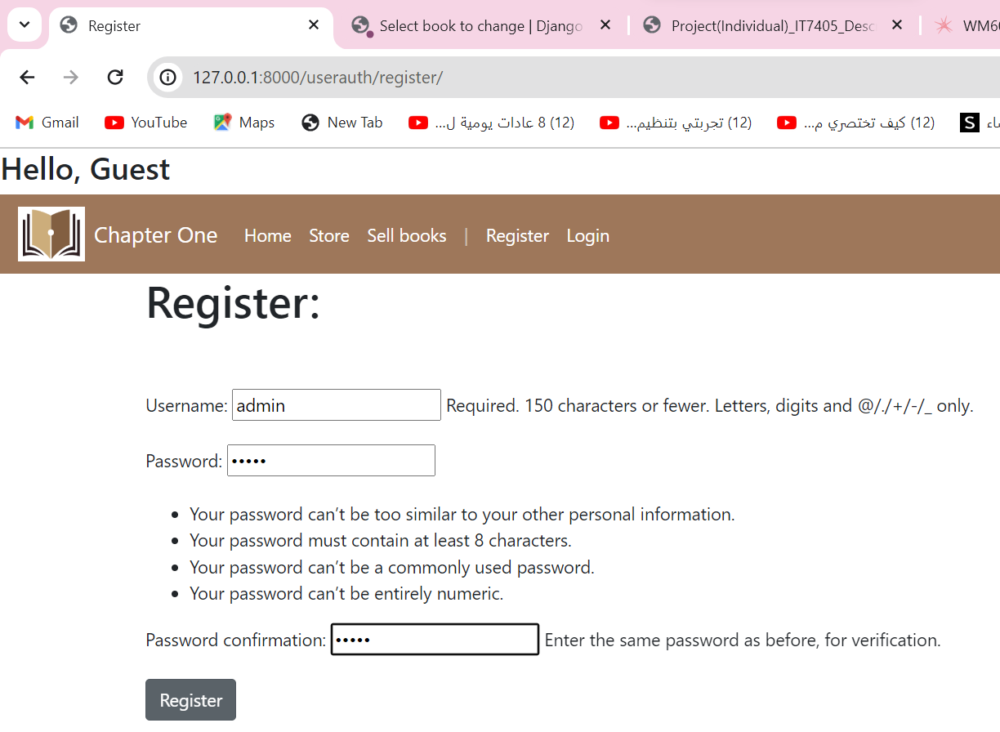 Register
Select book to change | Django
Project(Individual)_IT7405_Desc
WM60
127.0.0.1:8000/userauth/register/
Gmail
YouTube
Maps
New Tab
(12) 8 عادات يومية ل...
(12) تجربتي بتنظيم...
(12) كيف تختصري م...
S
Hello, Guest
Chapter One
Home Store Sell books | Register Login
Register:
Username: admin Required. 150 characters or fewer. Letters, digits and @/./+/-/_ only.
Password: •••••
• Your password can’t be too similar to your other personal information.
• Your password must contain at least 8 characters.
• Your password can’t be a commonly used password.
• Your password can’t be entirely numeric.
Password confirmation: ••••• Enter the same password as before, for verification.
Register